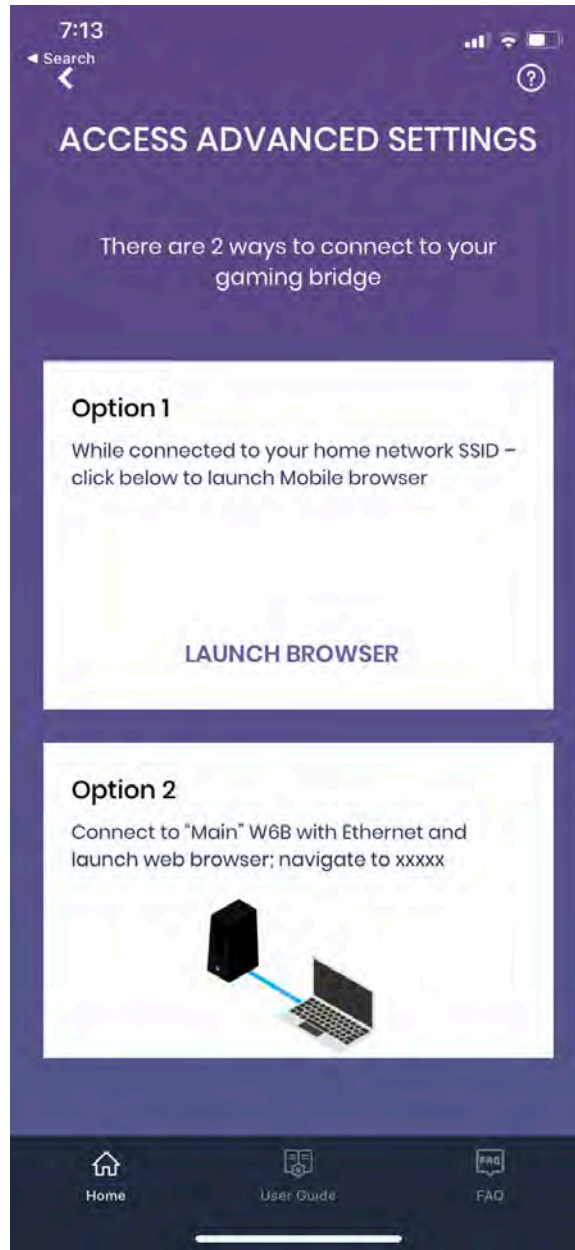 7:13
◀ Search
ACCESS ADVANCED SETTINGS
There are 2 ways to connect to your
gaming bridge
Option 1
While connected to your home network SSID –
click below to launch Mobile browser
LAUNCH BROWSER
Option 2
Connect to "Main" W6B with Ethernet and
launch web browser; navigate to xxxxx
FAQ
Home
User Guide
FAQ